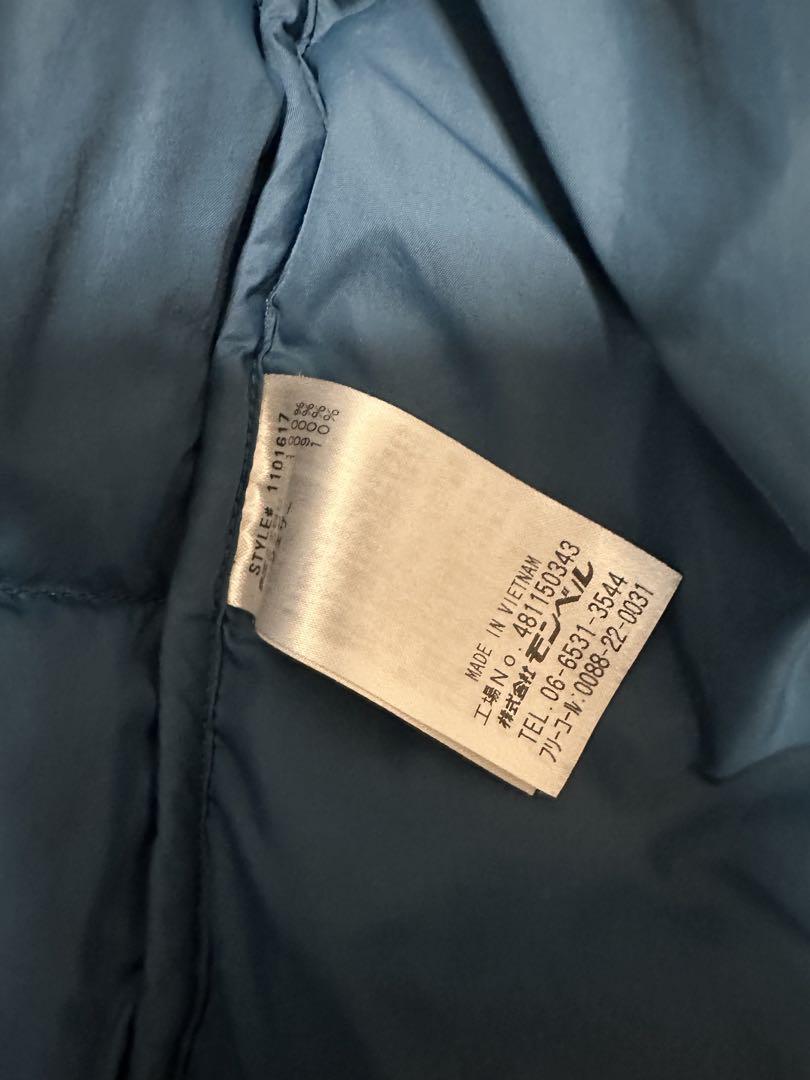 STYLE# 1101617
MADE IN VIETNAM
工場No. 481150343
株式会社 モンベル
TEL. 06-6531-3544
フリーコール:0088-22-0031